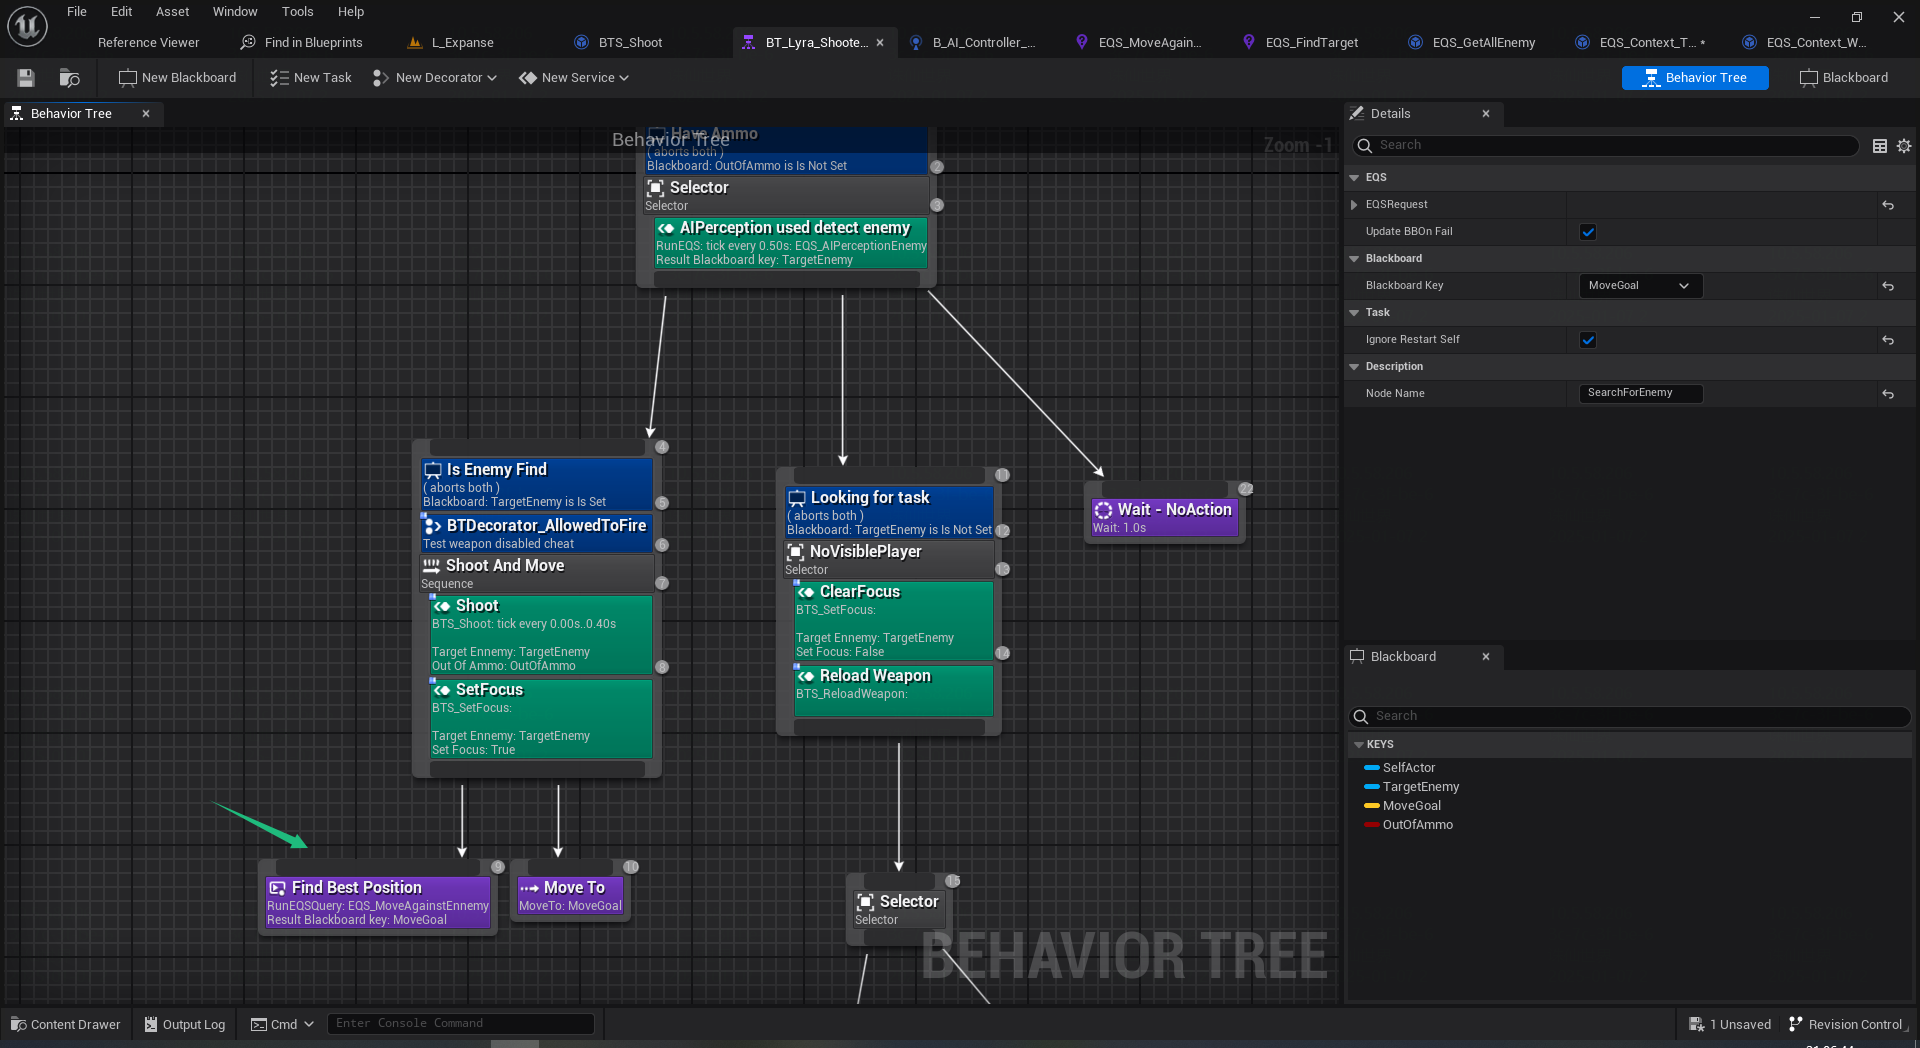 File Edit Asset Window Tools Help
Reference Viewer Find in Blueprints L_Expanse BTS_Shoot BT_Lyra_Shoote... B_AI_Controller_... EQS_MoveAgain... EQS_FindTarget EQS_GetAllEnemy EQS_Context_T... * EQS_Context_W...
New Blackboard New Task New Decorator New Service Behavior Tree Blackboard
Behavior Tree
Behavior Tree
Zoom -1
Have Ammo
( aborts both )
Blackboard: OutOfAmmo is Is Not Set
2
Selector
Selector
3
AIPerception used detect enemy
RunEQS: tick every 0.50s: EQS_AIPerceptionEnemy
Result Blackboard key: TargetEnemy
4
Is Enemy Find
( aborts both )
Blackboard: TargetEnemy is Is Set
5
BTDecorator_AllowedToFire
Test weapon disabled cheat
6
Shoot And Move
Sequence
7
Shoot
BTS_Shoot: tick every 0.00s..0.40s
Target Ennemy: TargetEnemy
Out Of Ammo: OutOfAmmo
8
SetFocus
BTS_SetFocus:
Target Ennemy: TargetEnemy
Set Focus: True
11
Looking for task
( aborts both )
Blackboard: TargetEnemy is Is Not Set
12
NoVisiblePlayer
Selector
13
ClearFocus
BTS_SetFocus:
Target Ennemy: TargetEnemy
Set Focus: False
14
Reload Weapon
BTS_ReloadWeapon:
22
Wait - NoAction
Wait: 1.0s
9
Find Best Position
RunEQSQuery: EQS_MoveAgainstEnnemy
Result Blackboard key: MoveGoal
10
Move To
MoveTo: MoveGoal
15
Selector
Selector
BEHAVIOR TREE
Details
Search
EQS
EQSRequest
Update BBOn Fail
Blackboard
Blackboard Key MoveGoal
Task
Ignore Restart Self
Description
Node Name SearchForEnemy
Blackboard
Search
KEYS
SelfActor
TargetEnemy
MoveGoal
OutOfAmmo
Content Drawer Output Log Cmd Enter Console Command 1 Unsaved Revision Control